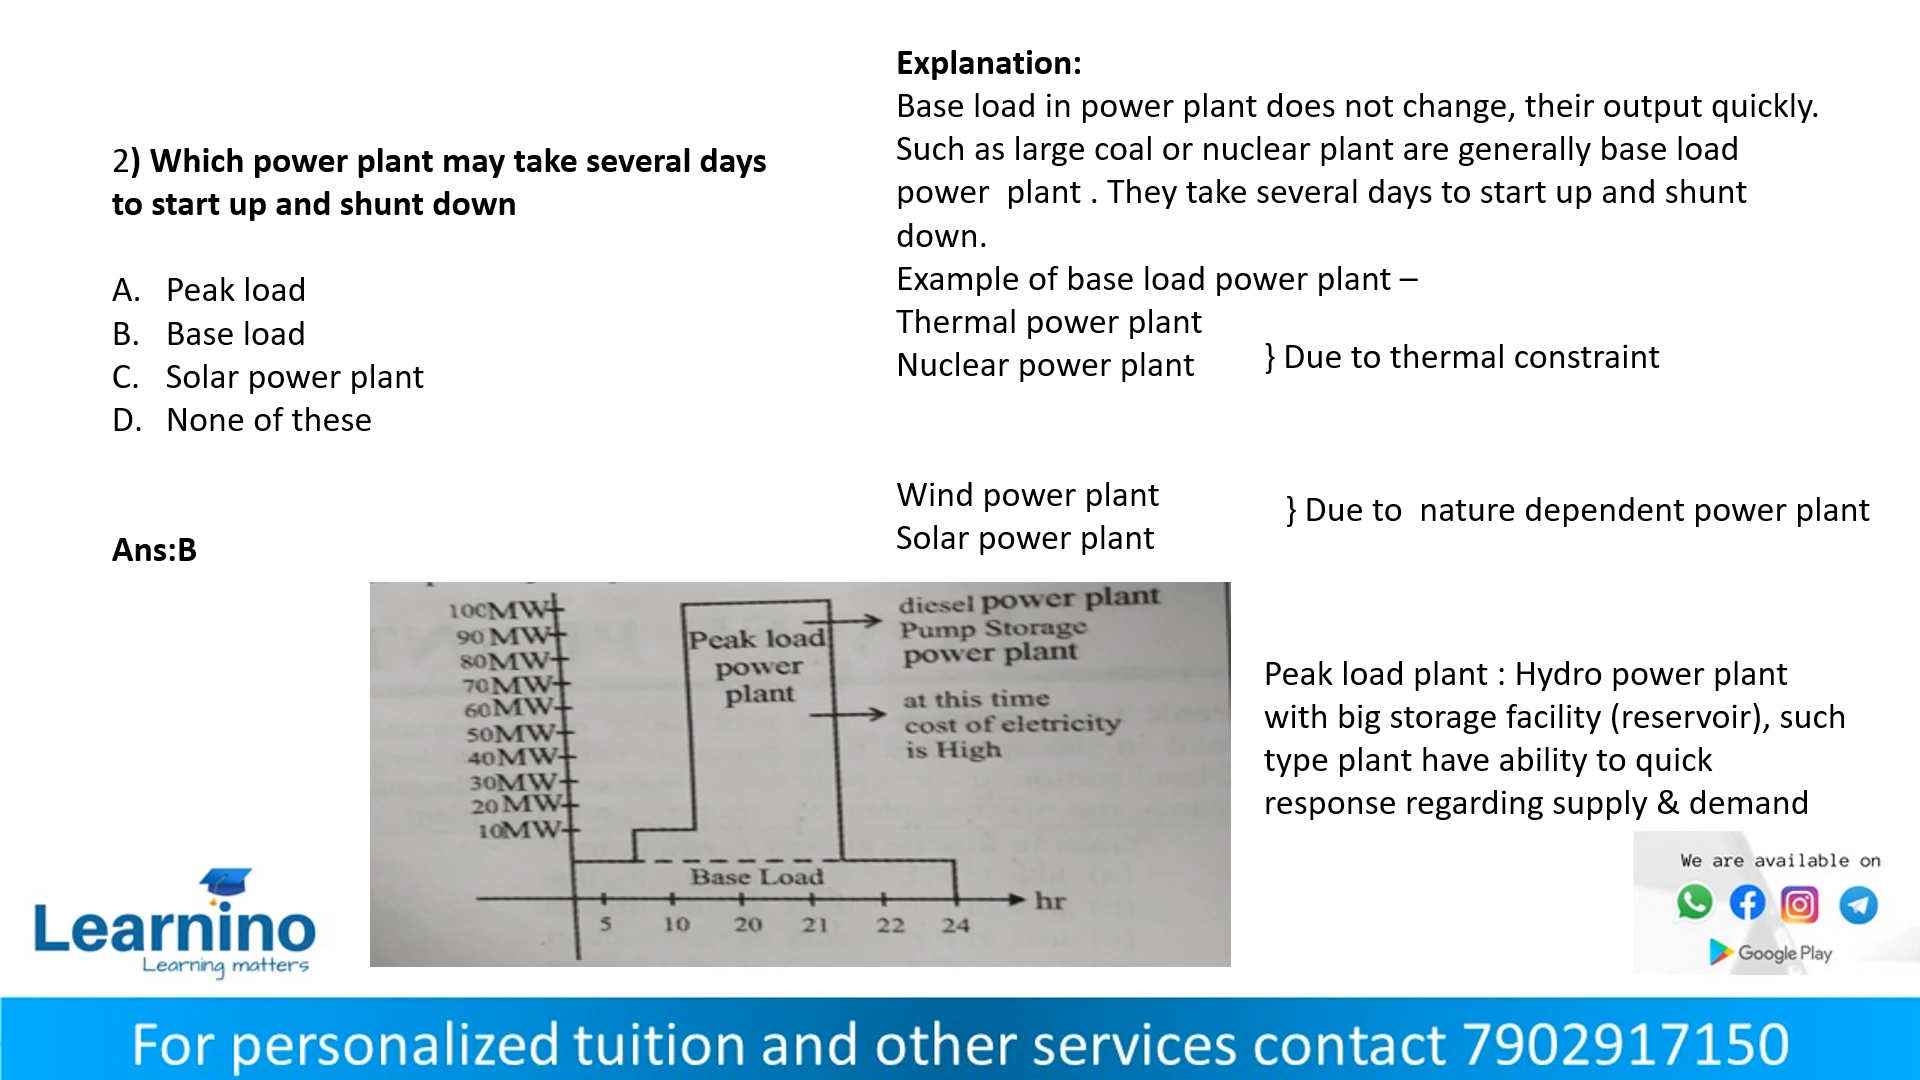 2) Which power plant may take several days
to start up and shunt down
A. Peak load
B. Base load
C. Solar power plant
D. None of these
Ans:B
Explanation:
Base load in power plant does not change, their output quickly.
Such as large coal or nuclear plant are generally base load
power plant . They take several days to start up and shunt
down.
Example of base load power plant –
Thermal power plant
Nuclear power plant
} Due to thermal constraint
Wind power plant
Solar power plant
} Due to nature dependent power plant
100MW
90 MW
80MW
70MW
60MW
50MW
40MW
30MW
20 MW
10MW
Peak load
power
plant
diesel power plant
Pump Storage
power plant
at this time
cost of eletricity
is High
Base Load
hr
5 10 20 21 22 24
Peak load plant : Hydro power plant
with big storage facility (reservoir), such
type plant have ability to quick
response regarding supply & demand
Learnino
Learning matters
We are available on
Google Play
For personalized tuition and other services contact 7902917150